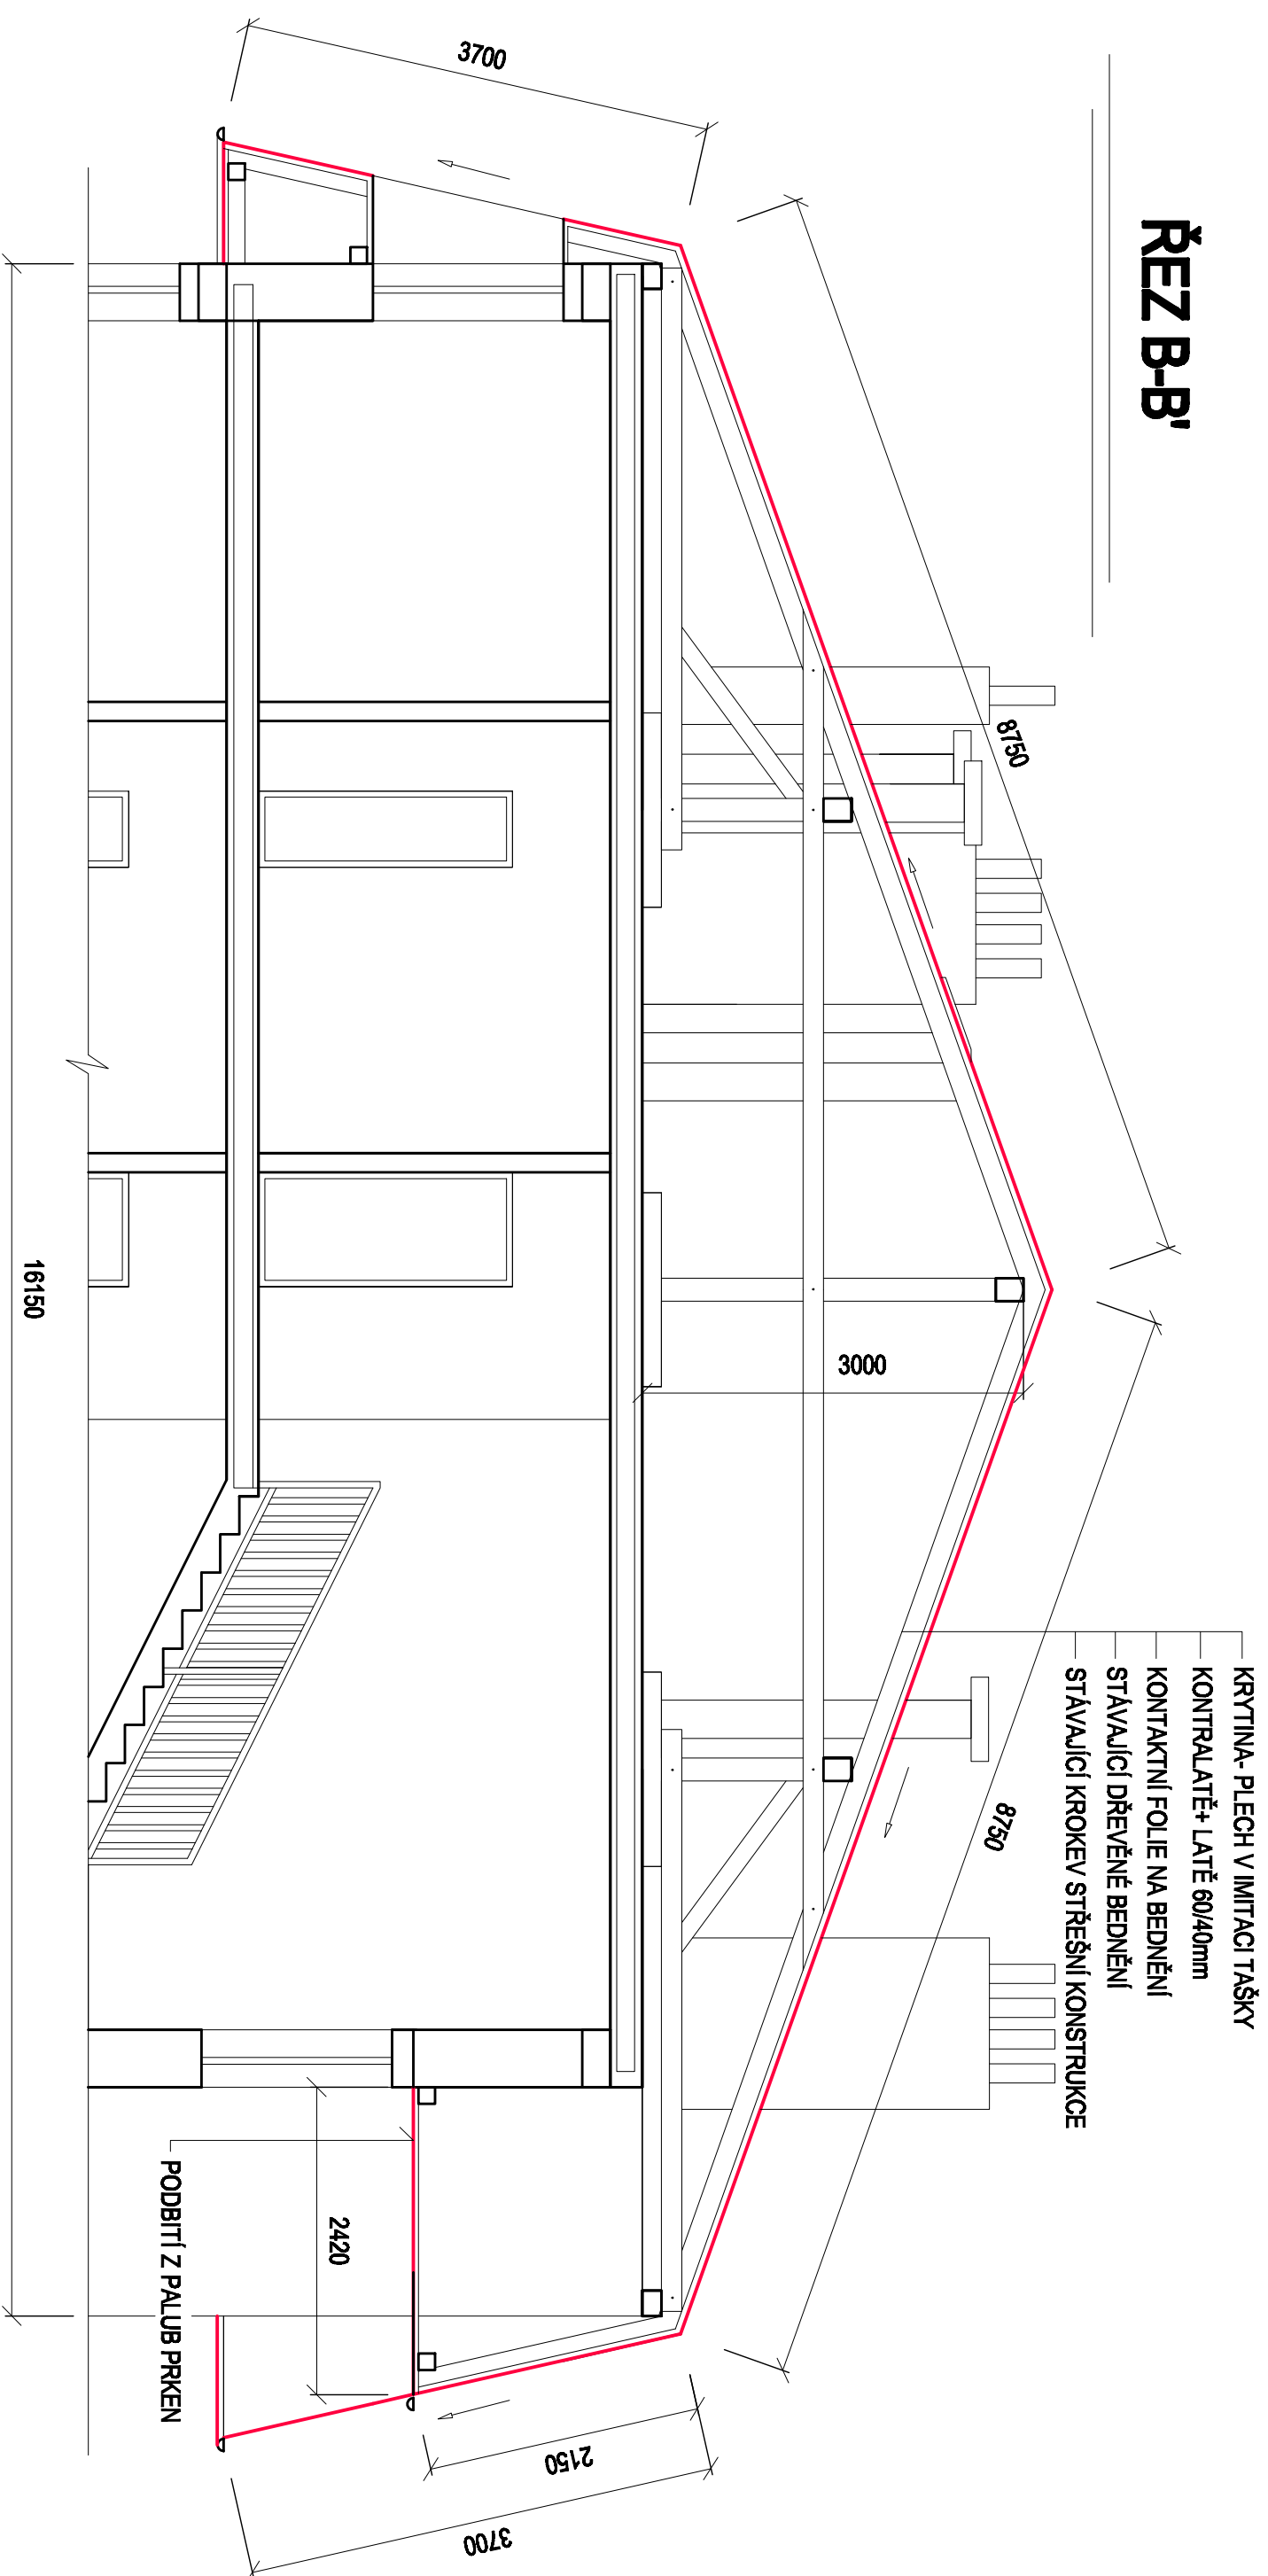 ŘEZ B-B'
KRYTINA- PLECH V IMITACI TAŠKY
KONTRALATĚ+ LATĚ 60/40mm
KONTAKTNÍ FOLIE NA BEDNĚNÍ
STÁVAJÍCÍ DŘEVĚNÉ BEDNĚNÍ
STÁVAJÍCÍ KROKEV STŘEŠNÍ KONSTRUKCE
8750
8750
3700
3000
2150
3700
2420
PODBITÍ Z PALUB PRKEN
16150